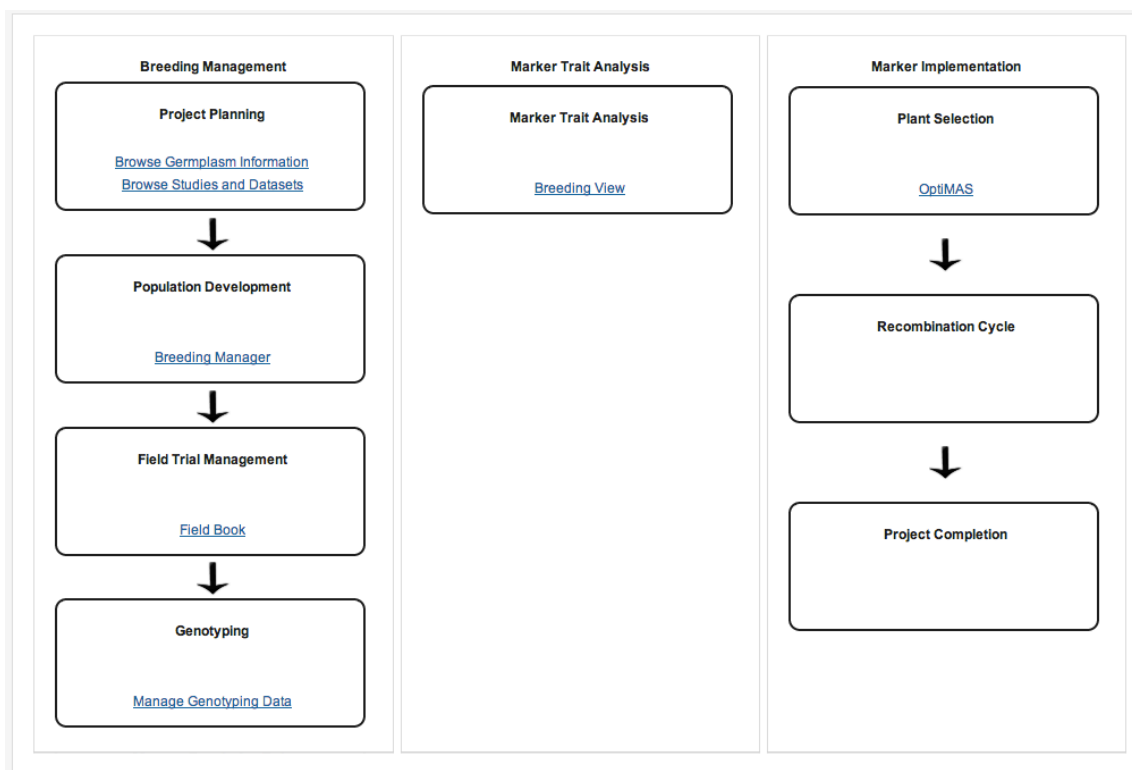 Breeding Management
Project Planning
Browse Germplasm Information
Browse Studies and Datasets
Population Development
Breeding Manager
Field Trial Management
Field Book
Genotyping
Manage Genotyping Data
Marker Trait Analysis
Marker Trait Analysis
Breeding View
Marker Implementation
Plant Selection
OptiMAS
Recombination Cycle
Project Completion